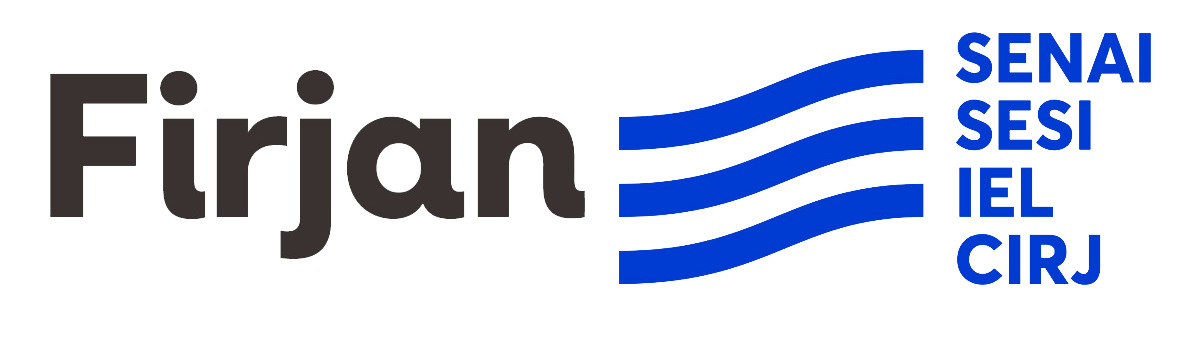 Firjan
SENAI
SESI
IEL
CIRJ